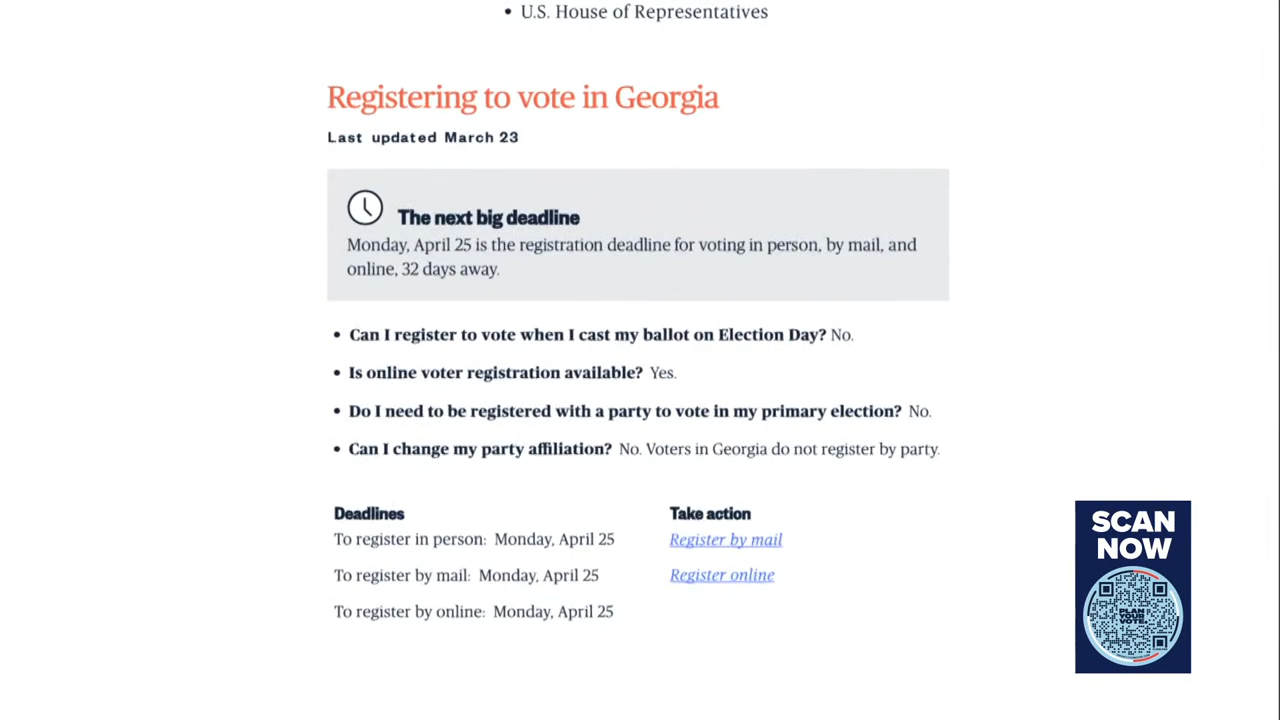 • U.S. House of Representatives
Registering to vote in Georgia
Last updated March 23
The next big deadline
Monday, April 25 is the registration deadline for voting in person, by mail, and
online, 32 days away.
• Can I register to vote when I cast my ballot on Election Day? No.
• Is online voter registration available? Yes.
• Do I need to be registered with a party to vote in my primary election? No.
• Can I change my party affiliation? No. Voters in Georgia do not register by party.
Deadlines
To register in person: Monday, April 25
To register by mail: Monday, April 25
To register by online: Monday, April 25
Take action
Register by mail
Register online
SCAN
NOW
PLAN
YOUR
VOTE.